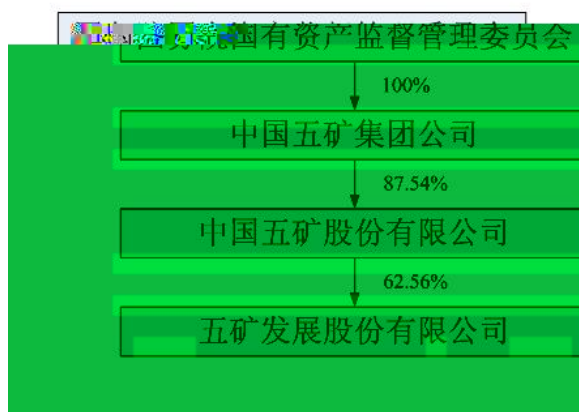 国有资产监督管理委员会
100%
中国五矿集团公司
87.54%
中国五矿股份有限公司
62.56%
五矿发展股份有限公司